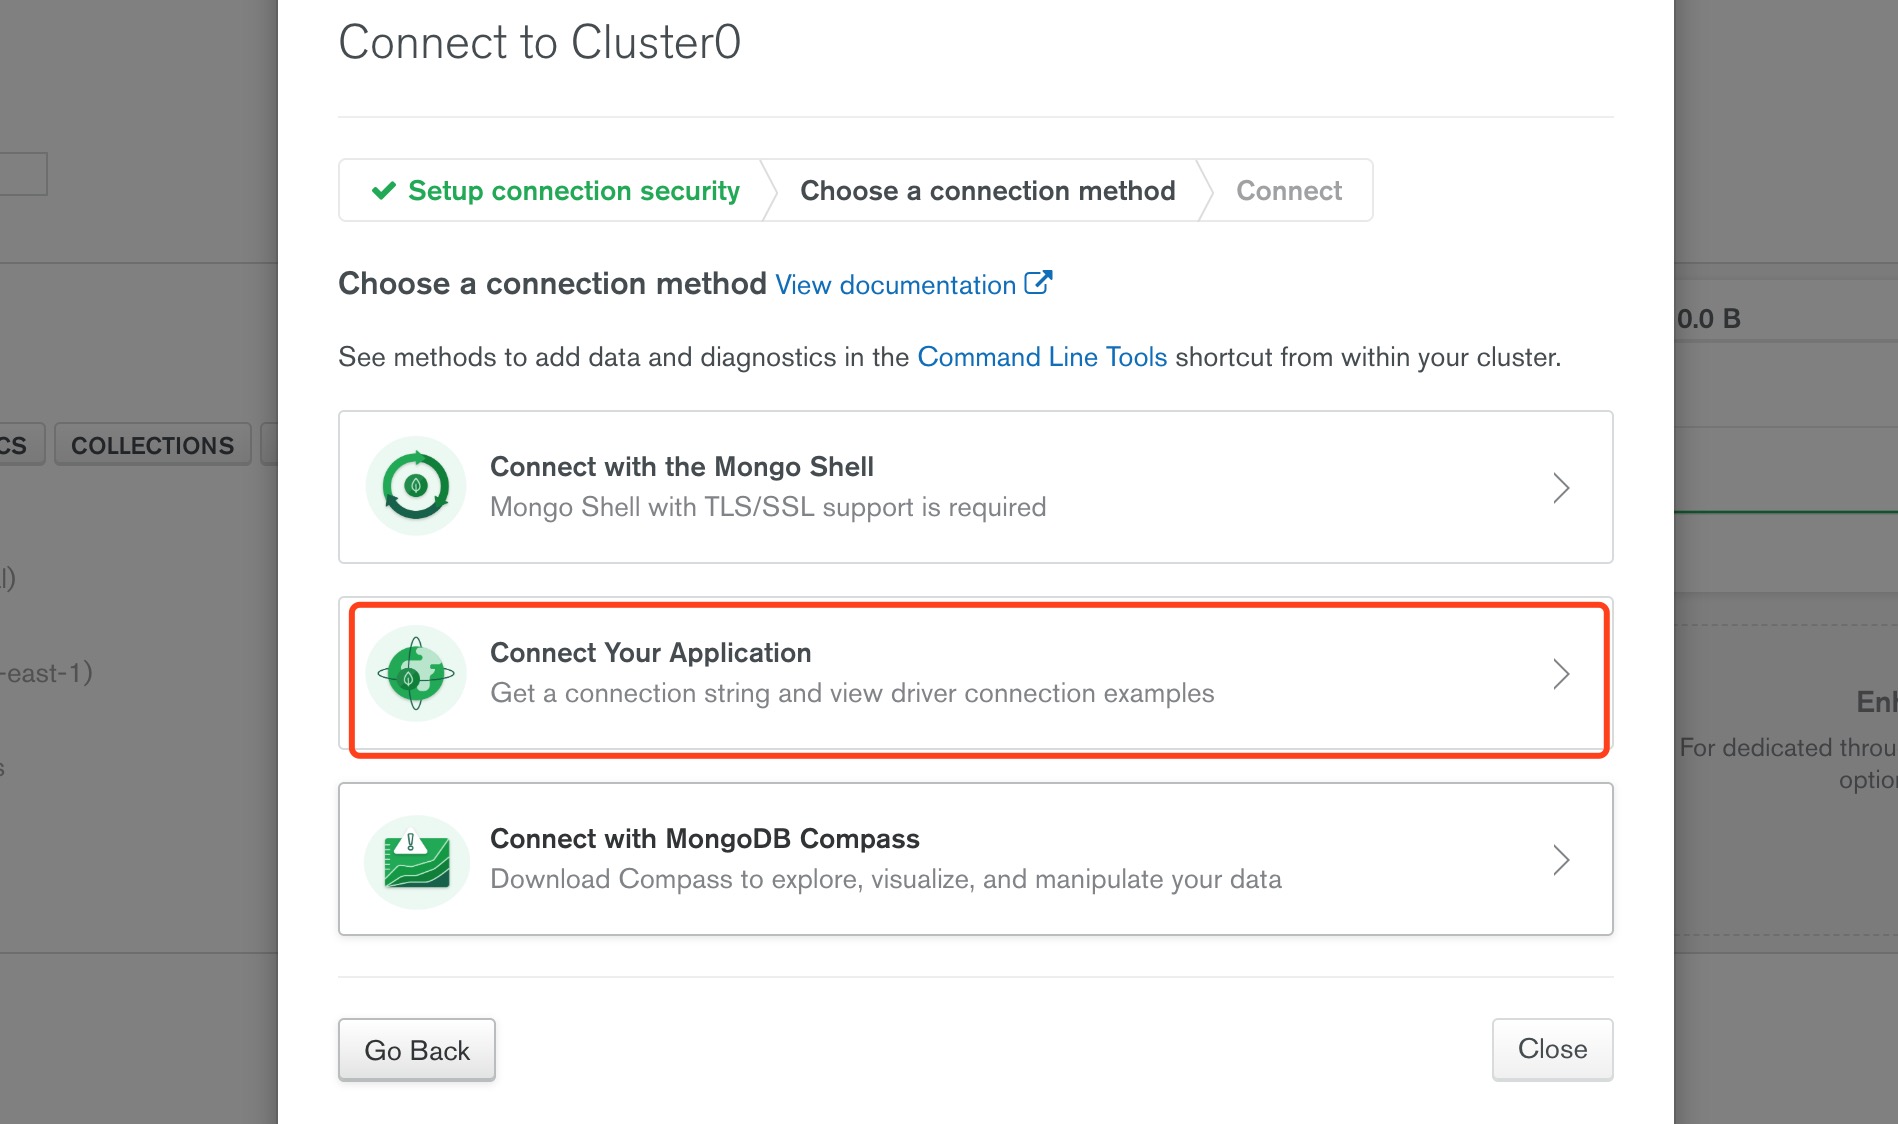 Connect to Cluster0
Setup connection security
Choose a connection method
Connect
Choose a connection method View documentation
See methods to add data and diagnostics in the Command Line Tools shortcut from within your cluster.
0.0 B
CS
COLLECTIONS
Connect with the Mongo Shell
Mongo Shell with TLS/SSL support is required
l)
Connect Your Application
Get a connection string and view driver connection examples
-east-1)
Enh
For dedicated throu
option
s
Connect with MongoDB Compass
Download Compass to explore, visualize, and manipulate your data
Go Back
Close